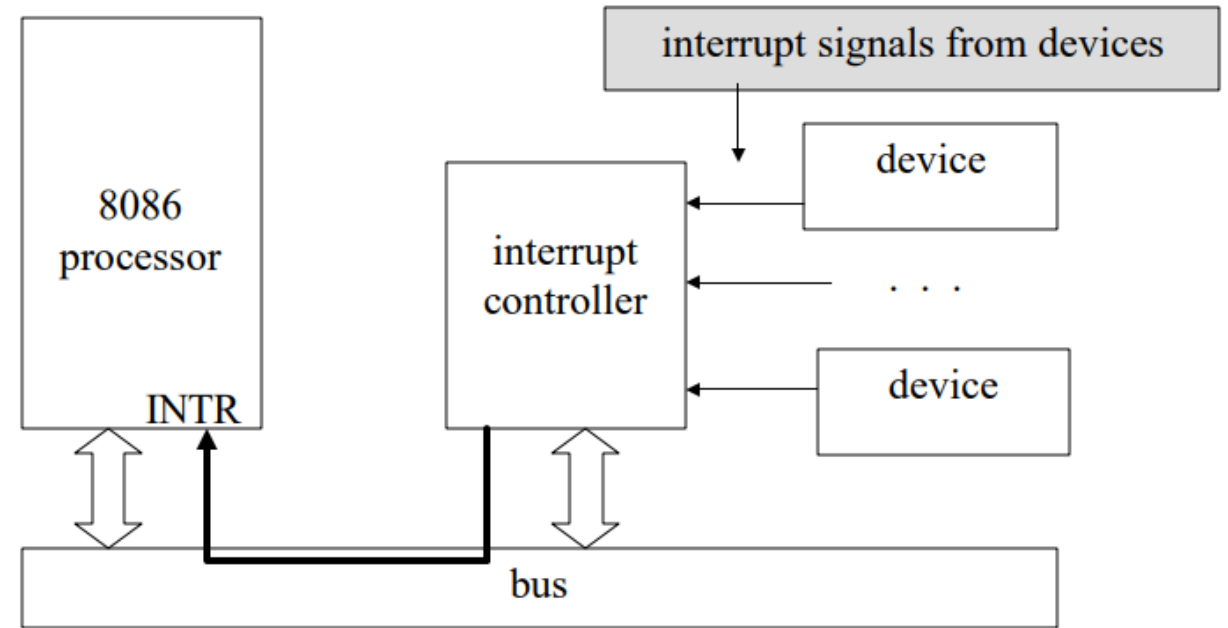 interrupt signals from devices
8086
processor
INTR
interrupt
controller
device
. . .
device
bus